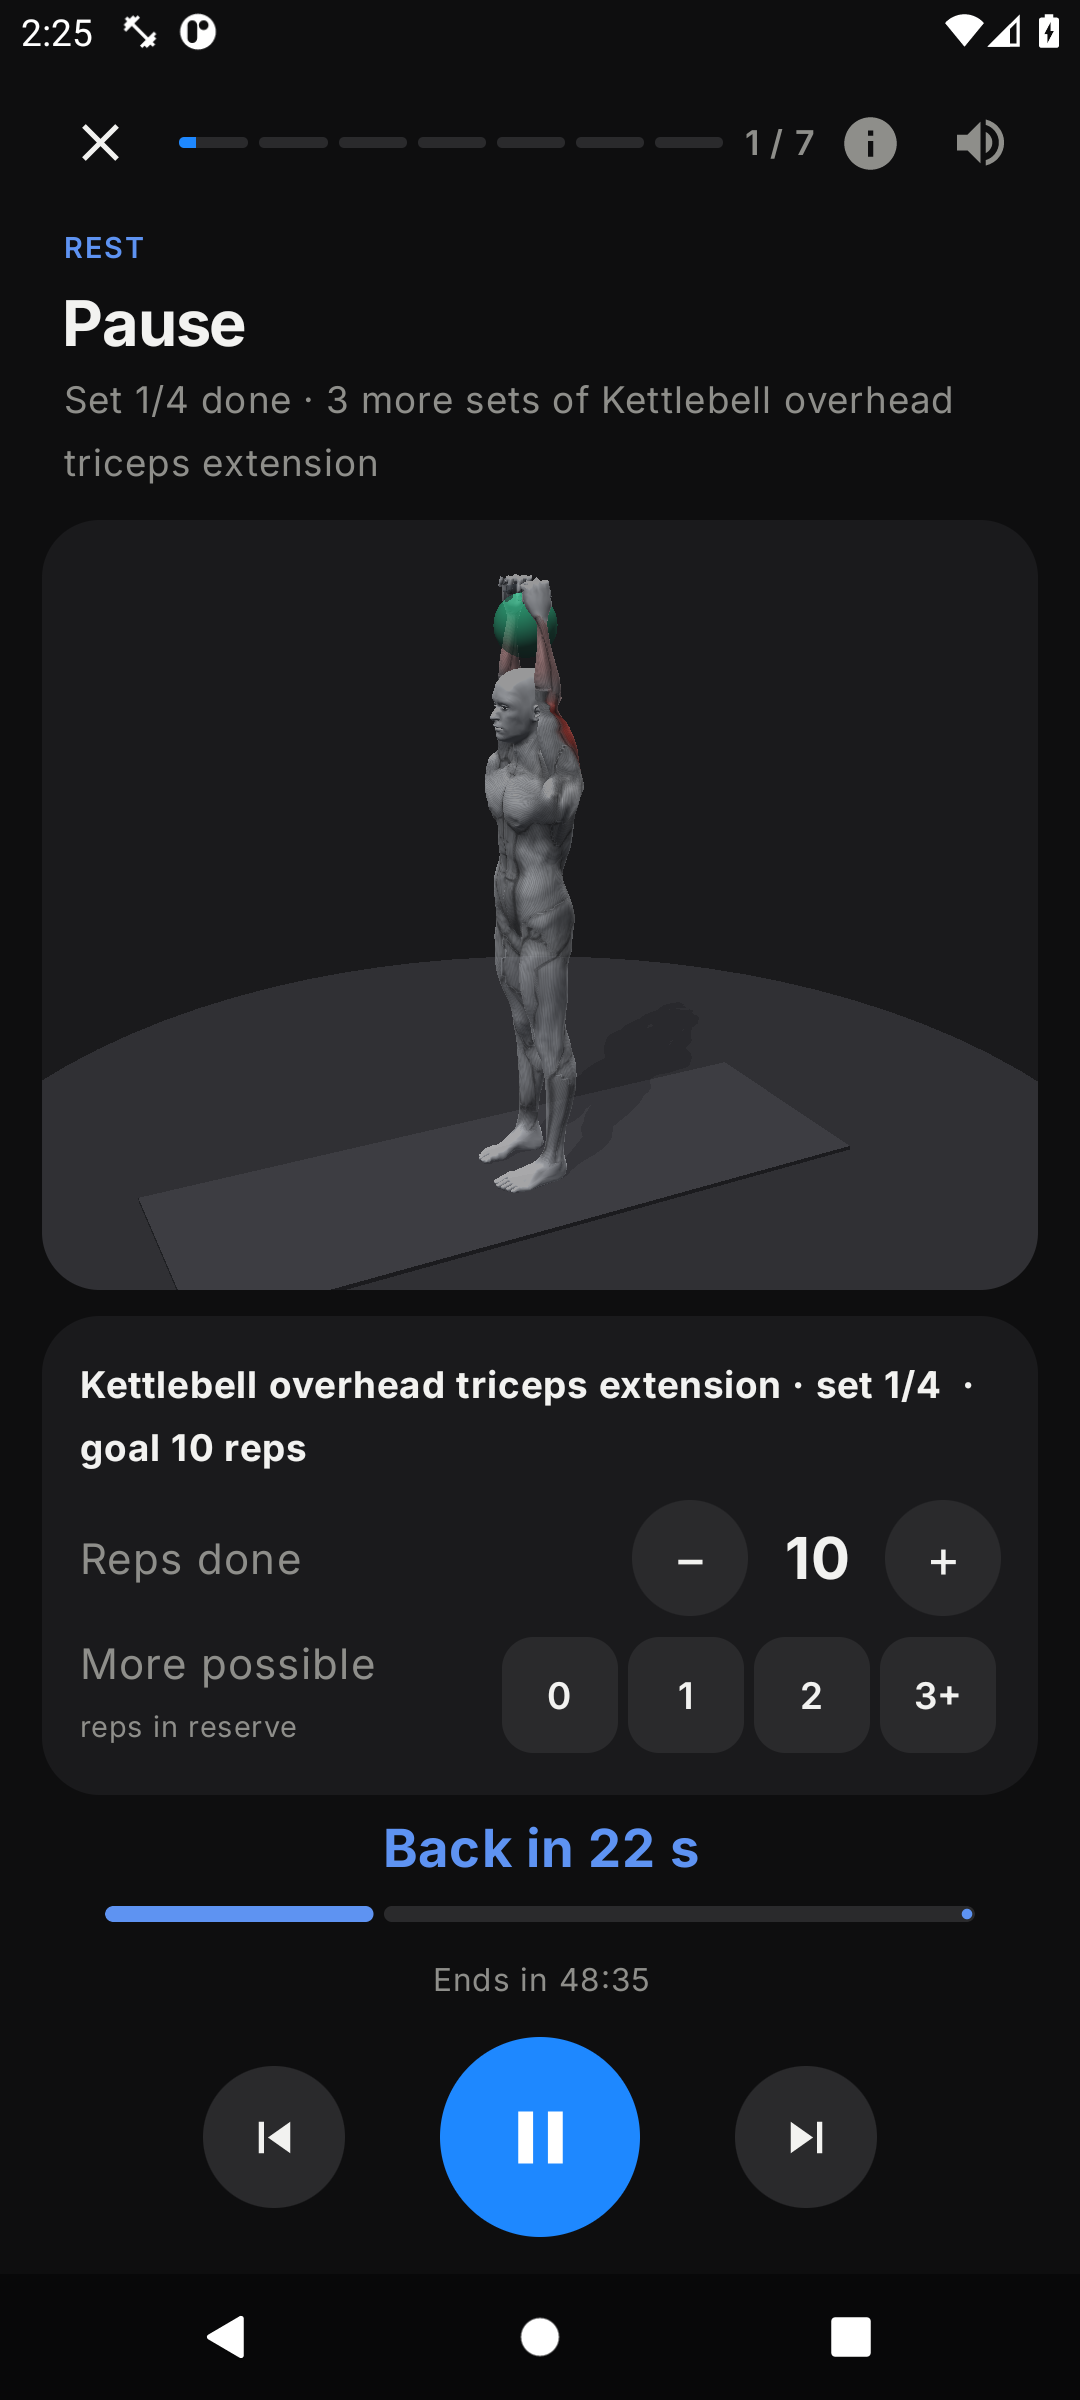 2:25
1 / 7
REST
Pause
Set 1/4 done · 3 more sets of Kettlebell overhead
triceps extension
Kettlebell overhead triceps extension · set 1/4 ·
goal 10 reps
Reps done
– 10 +
More possible
reps in reserve
0 1 2 3+
Back in 22 s
Ends in 48:35